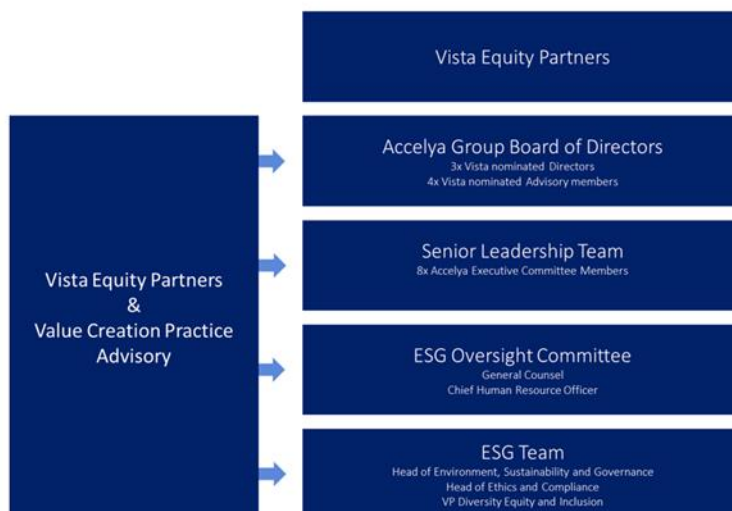 Vista Equity Partners
Accelya Group Board of Directors
3x Vista nominated Directors
4x Vista nominated Advisory members
Senior Leadership Team
8x Accelya Executive Committee Members
Vista Equity Partners
&
Value Creation Practice
Advisory
ESG Oversight Committee
General Counsel
Chief Human Resource Officer
ESG Team
Head of Environment, Sustainability and Governance
Head of Ethics and Compliance
VP Diversity Equity and Inclusion